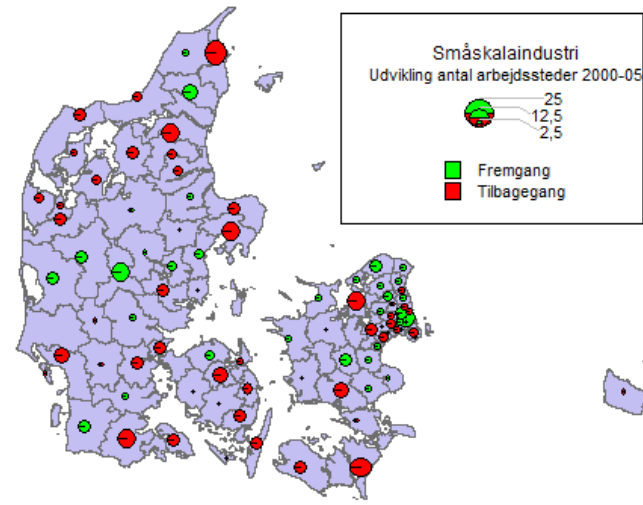 Småskalaindustri
Udvikling antal arbejdssteder 2000-05
25
12,5
2,5
Fremgang
Tilbagegang